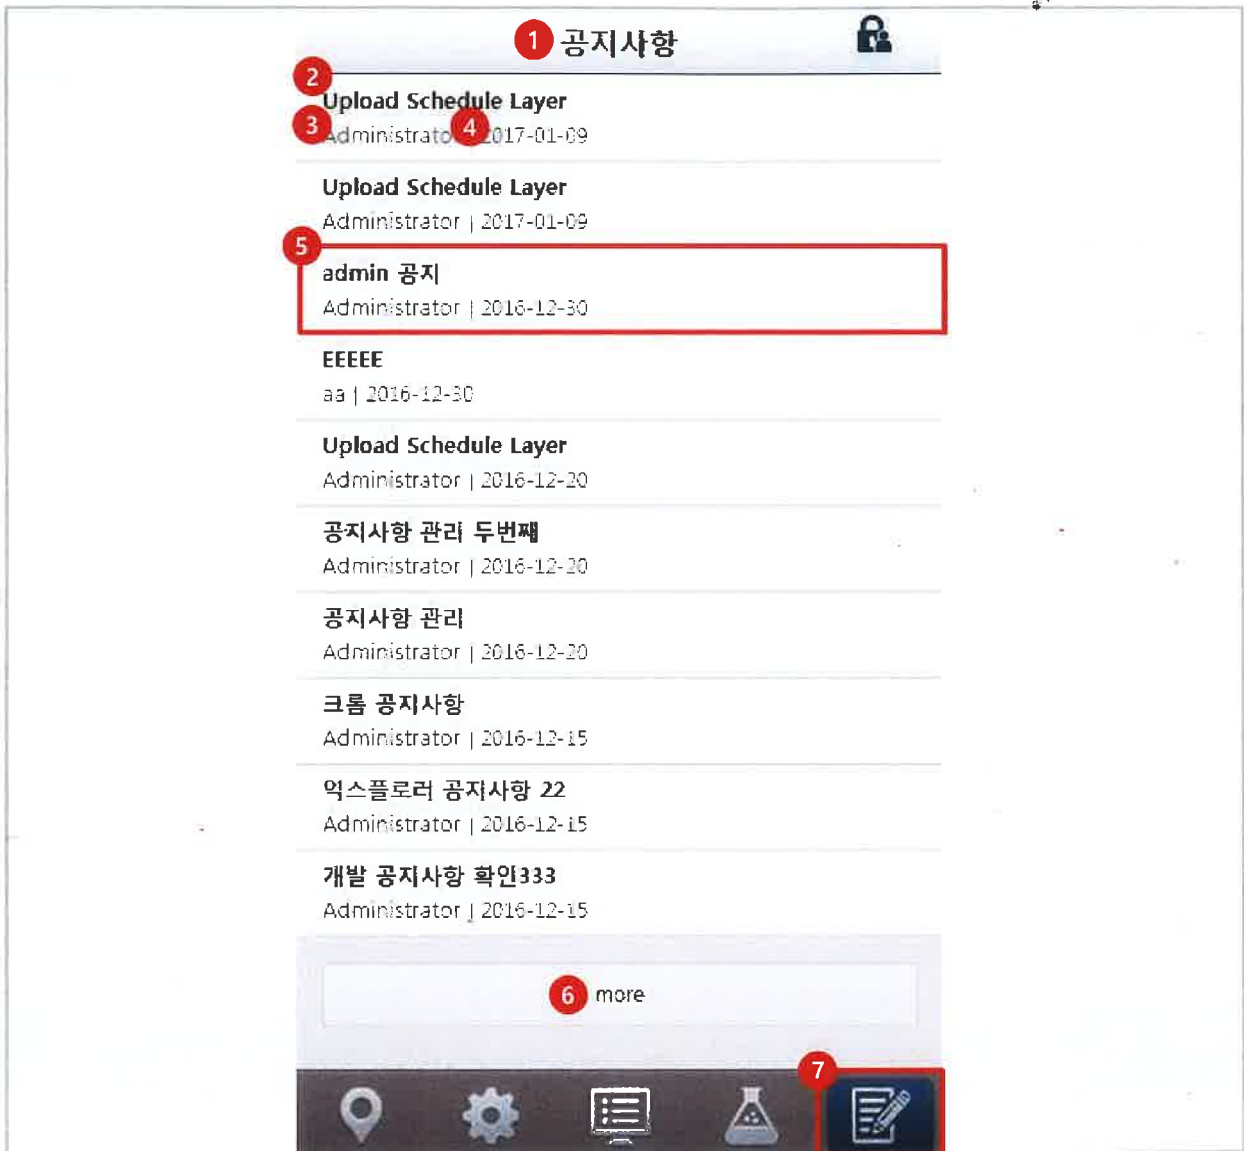 1 공지사항
2
Upload Schedule Layer
3 Administrator 4 2017-01-09
Upload Schedule Layer
Administrator | 2017-01-09
5
admin 공지
Administrator | 2016-12-30
EEEEE
aa | 2016-12-30
Upload Schedule Layer
Administrator | 2016-12-20
공지사항 관리 두번째
Administrator | 2016-12-20
공지사항 관리
Administrator | 2016-12-20
크롬 공지사항
Administrator | 2016-12-15
익스플로러 공지사항 22
Administrator | 2016-12-15
개발 공지사항 확인333
Administrator | 2016-12-15
6 more
7